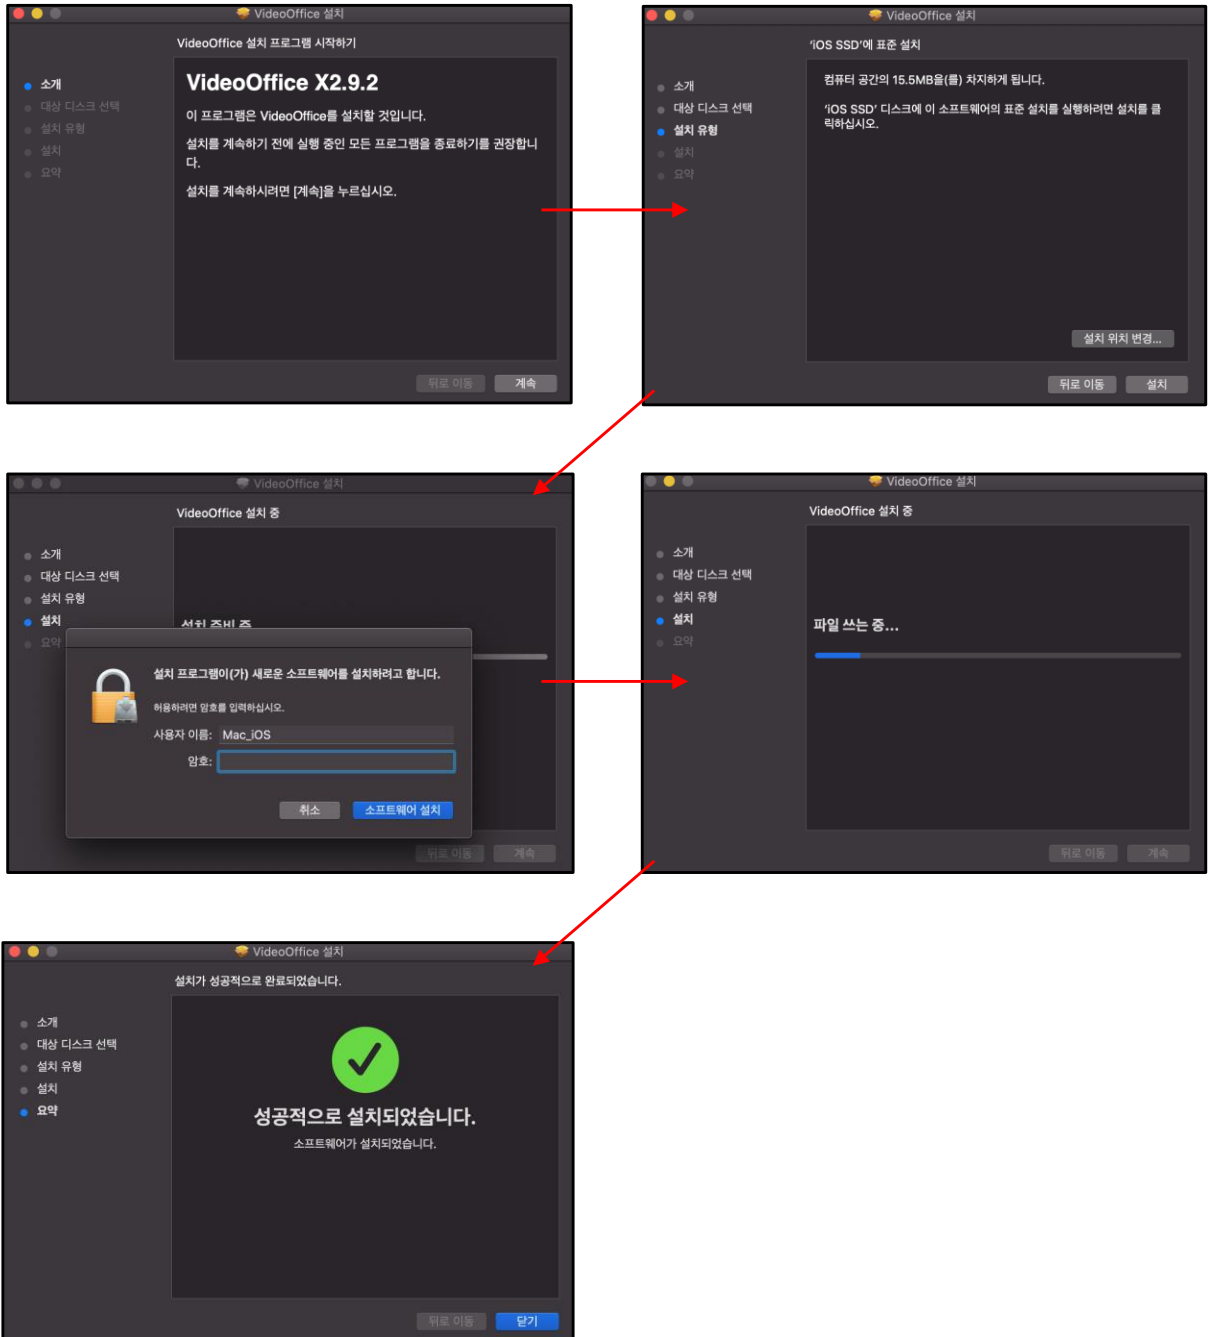 VideoOffice 설치
VideoOffice 설치 프로그램 시작하기
소개
대상 디스크 선택
설치 유형
설치
요약
VideoOffice X2.9.2
이 프로그램은 VideoOffice를 설치할 것입니다.
설치를 계속하기 전에 실행 중인 모든 프로그램을 종료하기를 권장합니
다.
설치를 계속하시려면 [계속]을 누르십시오.
뒤로 이동
계속
VideoOffice 설치
'iOS SSD'에 표준 설치
소개
대상 디스크 선택
설치 유형
설치
요약
컴퓨터 공간의 15.5MB을(를) 차지하게 됩니다.
'iOS SSD' 디스크에 이 소프트웨어의 표준 설치를 실행하려면 설치를 클
릭하십시오.
설치 위치 변경...
뒤로 이동
설치
VideoOffice 설치
VideoOffice 설치 중
소개
대상 디스크 선택
설치 유형
설치
요약
설치 준비 중
설치 프로그램이(가) 새로운 소프트웨어를 설치하려고 합니다.
허용하려면 암호를 입력하십시오.
사용자 이름: Mac_iOS
암호:
취소
소프트웨어 설치
뒤로 이동
계속
VideoOffice 설치
VideoOffice 설치 중
소개
대상 디스크 선택
설치 유형
설치
요약
파일 쓰는 중...
뒤로 이동
계속
VideoOffice 설치
설치가 성공적으로 완료되었습니다.
소개
대상 디스크 선택
설치 유형
설치
요약
성공적으로 설치되었습니다.
소프트웨어가 설치되었습니다.
뒤로 이동
닫기